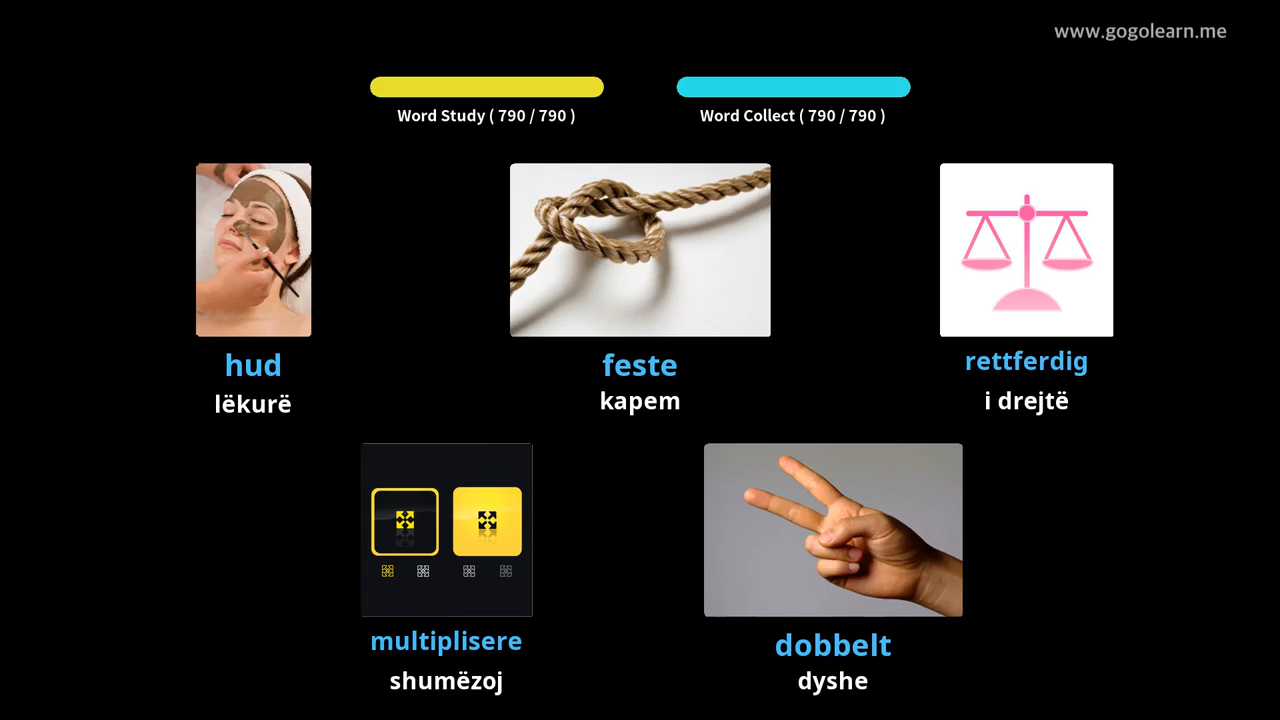 www.gogolearn.me
Word Study ( 790 / 790 )
Word Collect ( 790 / 790 )
hud
lëkurë
feste
kapem
rettferdig
i drejtë
multiplisere
shumëzoj
dobbelt
dyshe